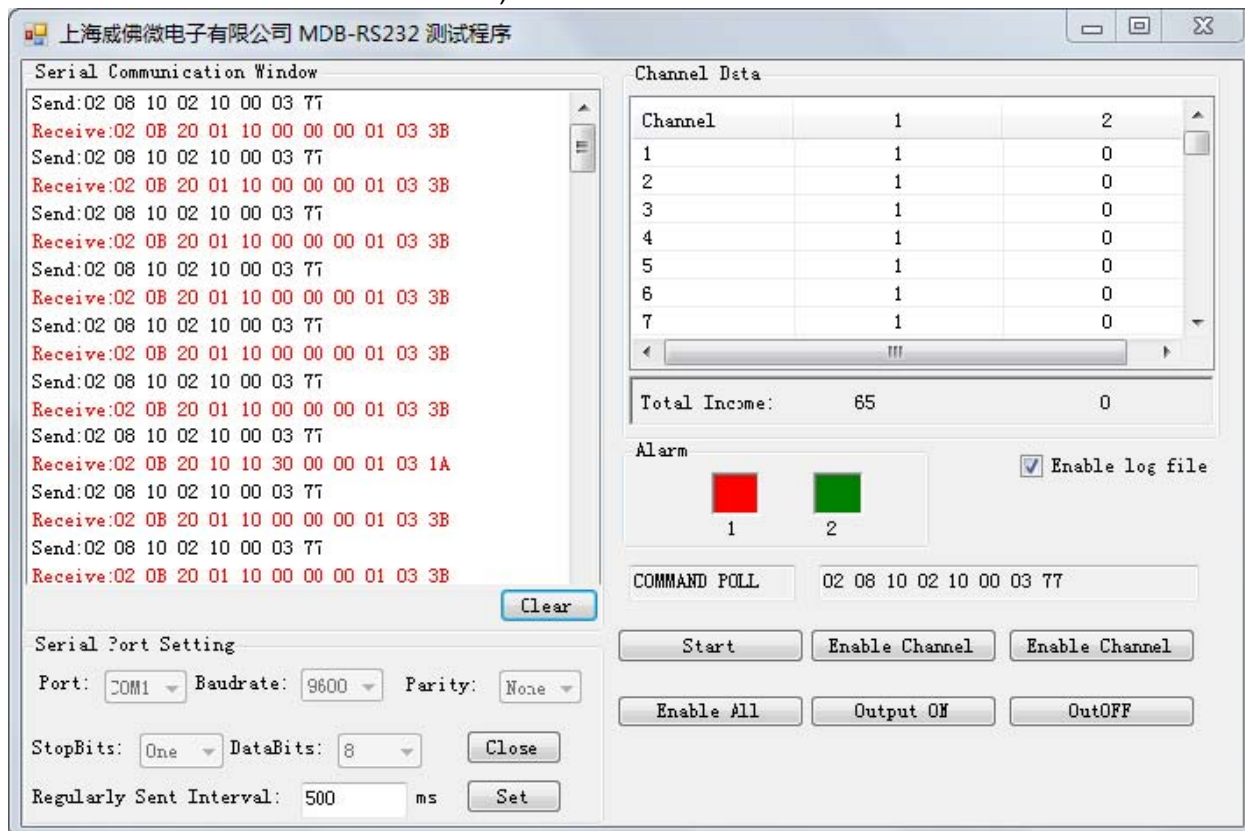 上海威佛微电子有限公司 MDB-RS232 测试程序
Serial Communication Window
Send:02 08 10 02 10 00 03 77
Receive:02 0B 20 01 10 00 00 00 01 03 3B
Send:02 08 10 02 10 00 03 77
Receive:02 0B 20 01 10 00 00 00 01 03 3B
Send:02 08 10 02 10 00 03 77
Receive:02 0B 20 01 10 00 00 00 01 03 3B
Send:02 08 10 02 10 00 03 77
Receive:02 0B 20 01 10 00 00 00 01 03 3B
Send:02 08 10 02 10 00 03 77
Receive:02 0B 20 01 10 00 00 00 01 03 3B
Send:02 08 10 02 10 00 03 77
Receive:02 0B 20 01 10 00 00 00 01 03 3B
Send:02 08 10 02 10 00 03 77
Receive:02 0B 20 10 10 30 00 00 01 03 1A
Send:02 08 10 02 10 00 03 77
Receive:02 0B 20 01 10 00 00 00 01 03 3B
Send:02 08 10 02 10 00 03 77
Receive:02 0B 20 01 10 00 00 00 01 03 3B
Clear
Serial Port Setting
Port: COM1 Baudrate: 9600 Parity: None
StopBits: One DataBits: 8 Close
Regularly Sent Interval: 500 ms Set
Channel Data
Channel 1 2
1 1 0
2 1 0
3 1 0
4 1 0
5 1 0
6 1 0
7 1 0
Total Income: 65 0
Alarm
1 2
Enable log file
COMMAND POLL 02 08 10 02 10 00 03 77
Start Enable Channel Enable Channel
Enable All Output ON OutOFF